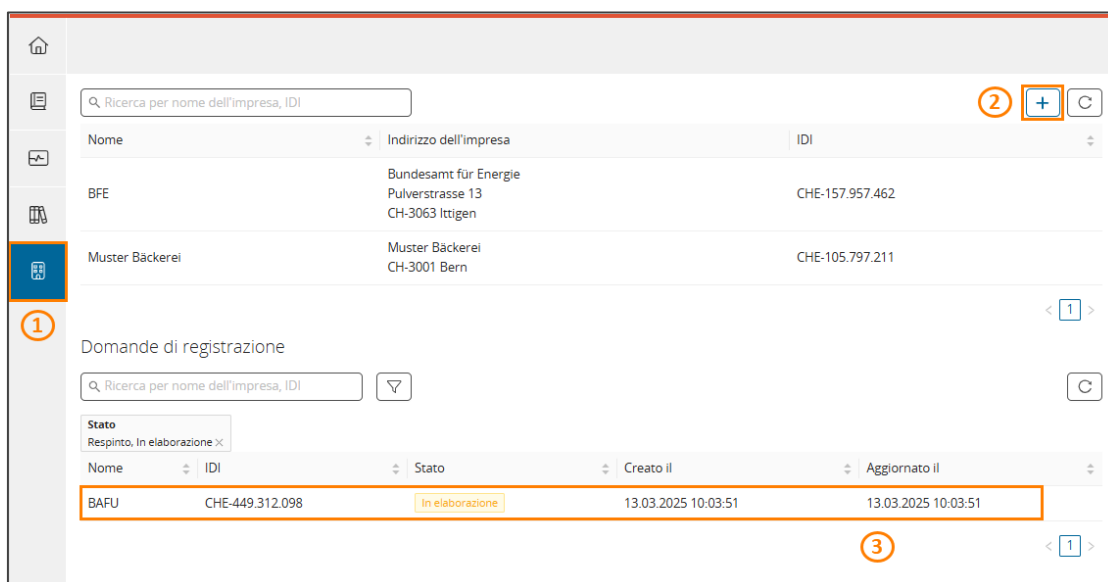 Ricerca per nome dell'impresa, IDI
2
+
Nome
Indirizzo dell'impresa
IDI
BFE
Bundesamt für Energie
Pulverstrasse 13
CH-3063 Ittigen
CHE-157.957.462
Muster Bäckerei
Muster Bäckerei
CH-3001 Bern
CHE-105.797.211
1
< 1 >
Domande di registrazione
Ricerca per nome dell'impresa, IDI
Stato
Respinto, In elaborazione ×
Nome
IDI
Stato
Creato il
Aggiornato il
BAFU
CHE-449.312.098
In elaborazione
13.03.2025 10:03:51
13.03.2025 10:03:51
3
< 1 >